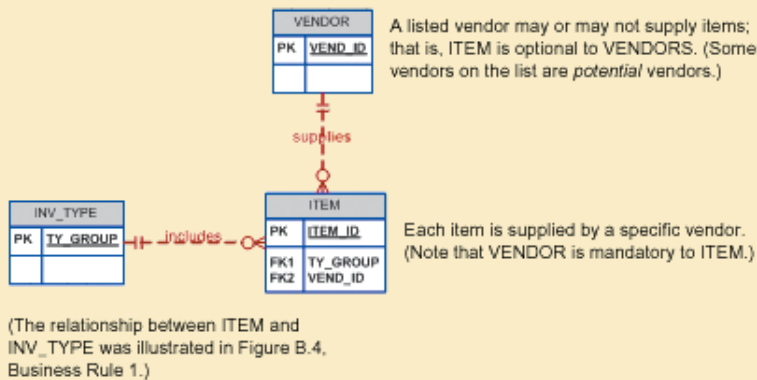 VENDOR
PK VEND_ID
A listed vendor may or may not supply items;
that is, ITEM is optional to VENDORS. (Some
vendors on the list are potential vendors.)
supplies
INV_TYPE
PK TY_GROUP
includes
ITEM
PK ITEM_ID
FK1 TY_GROUP
FK2 VEND_ID
Each item is supplied by a specific vendor.
(Note that VENDOR is mandatory to ITEM.)
(The relationship between ITEM and
INV_TYPE was illustrated in Figure B.4,
Business Rule 1.)